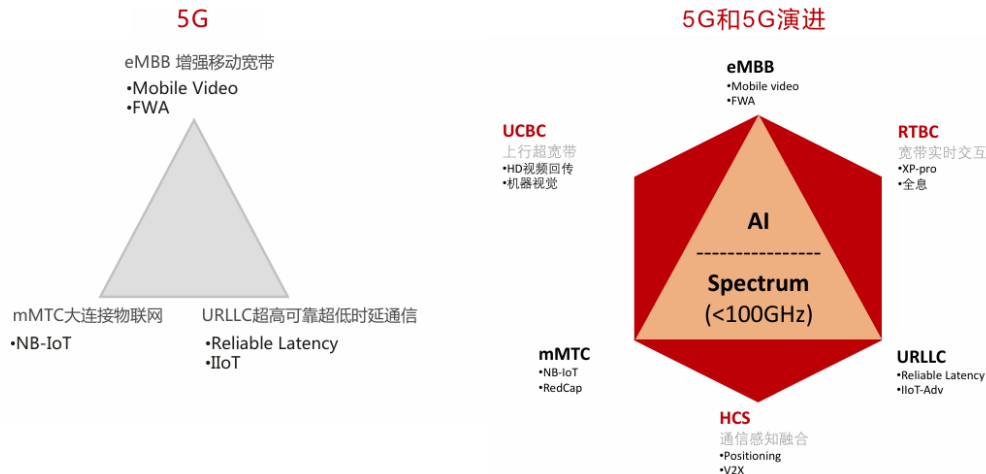 5G
eMBB 增强移动宽带
•Mobile Video
•FWA
mMTC大连接物联网
•NB-IoT
URLLC超高可靠超低时延通信
•Reliable Latency
•IIoT
5G和5G演进
eMBB
•Mobile video
•FWA
UCBC
上行超宽带
•HD视频回传
•机器视觉
RTBC
宽带实时交互
•XP-pro
•全息
AI
Spectrum
(<100GHz)
mMTC
•NB-IoT
•RedCap
URLLC
•Reliable Latency
•IIoT-Adv
HCS
通信感知融合
•Positioning
•V2X